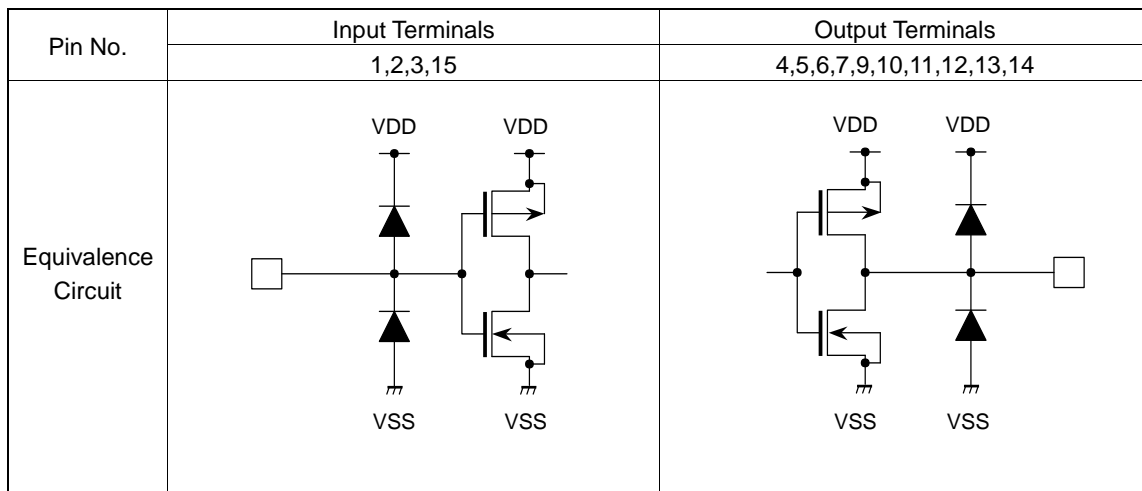 Pin No.
Input Terminals
Output Terminals
1,2,3,15
4,5,6,7,9,10,11,12,13,14
Equivalence
Circuit
VDD
VDD
VSS
VSS
VDD
VDD
VSS
VSS